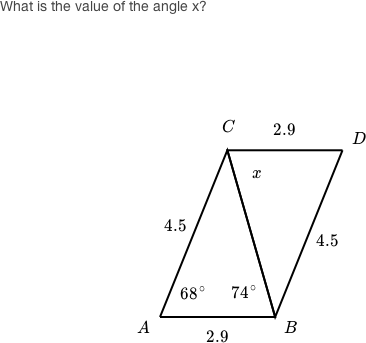 What is the value of the angle x?
C
2.9
D
x
4.5
4.5
68°
74°
A
2.9
B